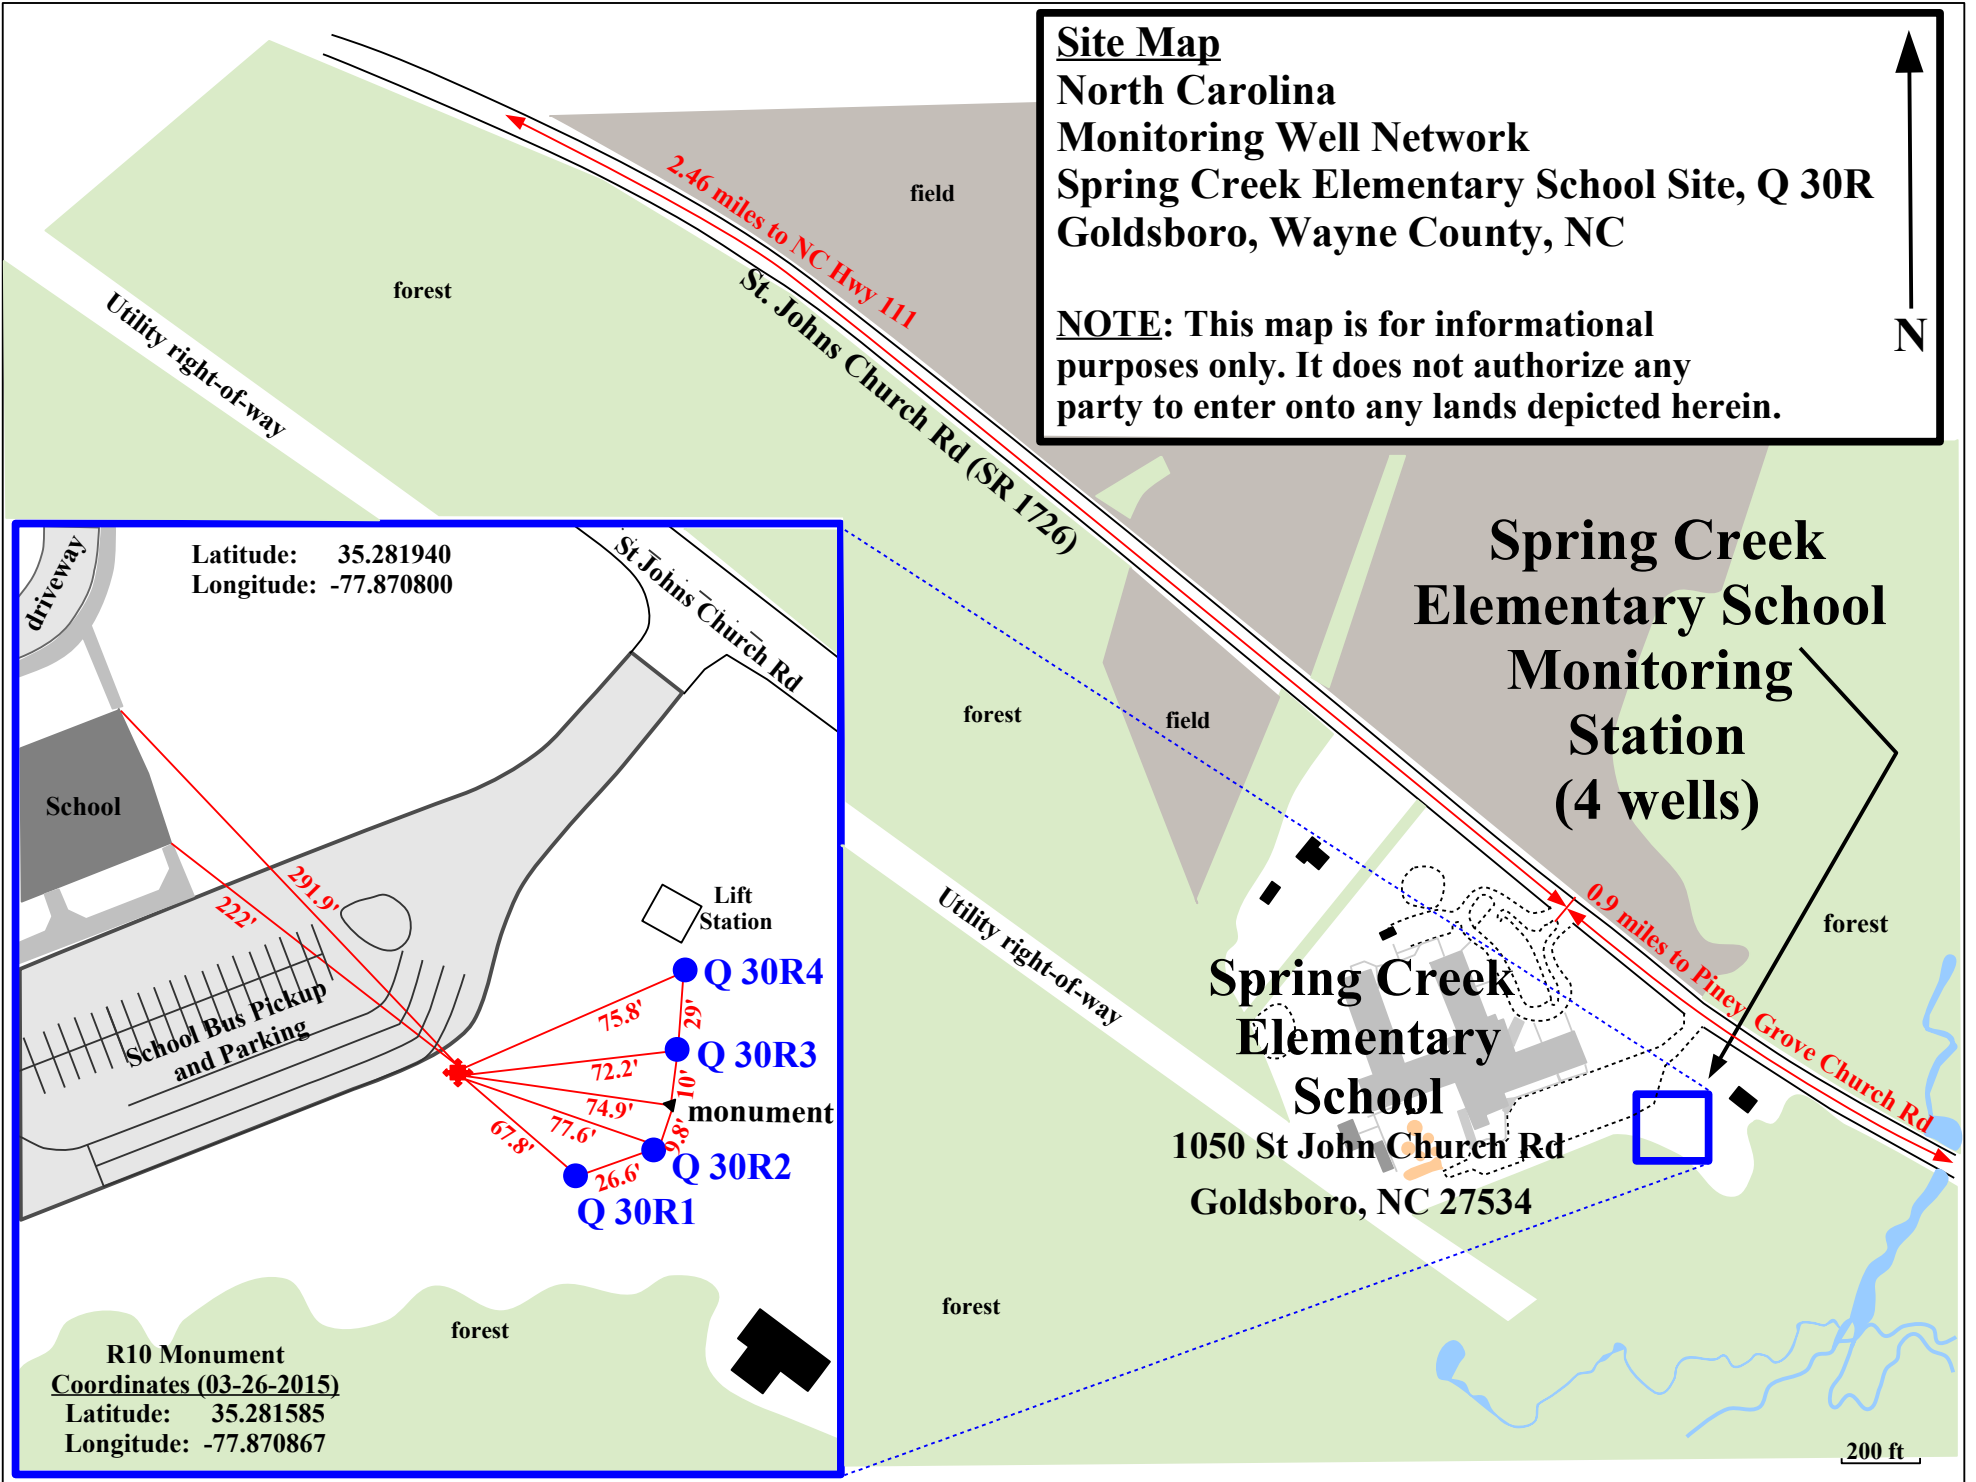 Site Map
North Carolina
Monitoring Well Network
Spring Creek Elementary School Site, Q 30R
Goldsboro, Wayne County, NC
NOTE: This map is for informational
purposes only. It does not authorize any
party to enter onto any lands depicted herein.
N
field
2.46 miles to NC Hwy 111
St. Johns Church Rd (SR 1726)
forest
Utility right-of-way
Spring Creek
Elementary School
Monitoring
Station
(4 wells)
forest
field
forest
0.9 miles to Piney Grove Church Rd
Utility right-of-way
Spring Creek
Elementary
School
1050 St John Church Rd
Goldsboro, NC 27534
forest
200 ft
driveway
Latitude: 35.281940
Longitude: -77.870800
St Johns Church Rd
School
291.9'
222'
Lift
Station
School Bus Pickup
and Parking
Q 30R4
75.8'
29'
Q 30R3
72.2'
10'
74.9'
monument
77.6'
9.8'
67.8'
Q 30R2
26.6'
Q 30R1
forest
R10 Monument
Coordinates (03-26-2015)
Latitude: 35.281585
Longitude: -77.870867